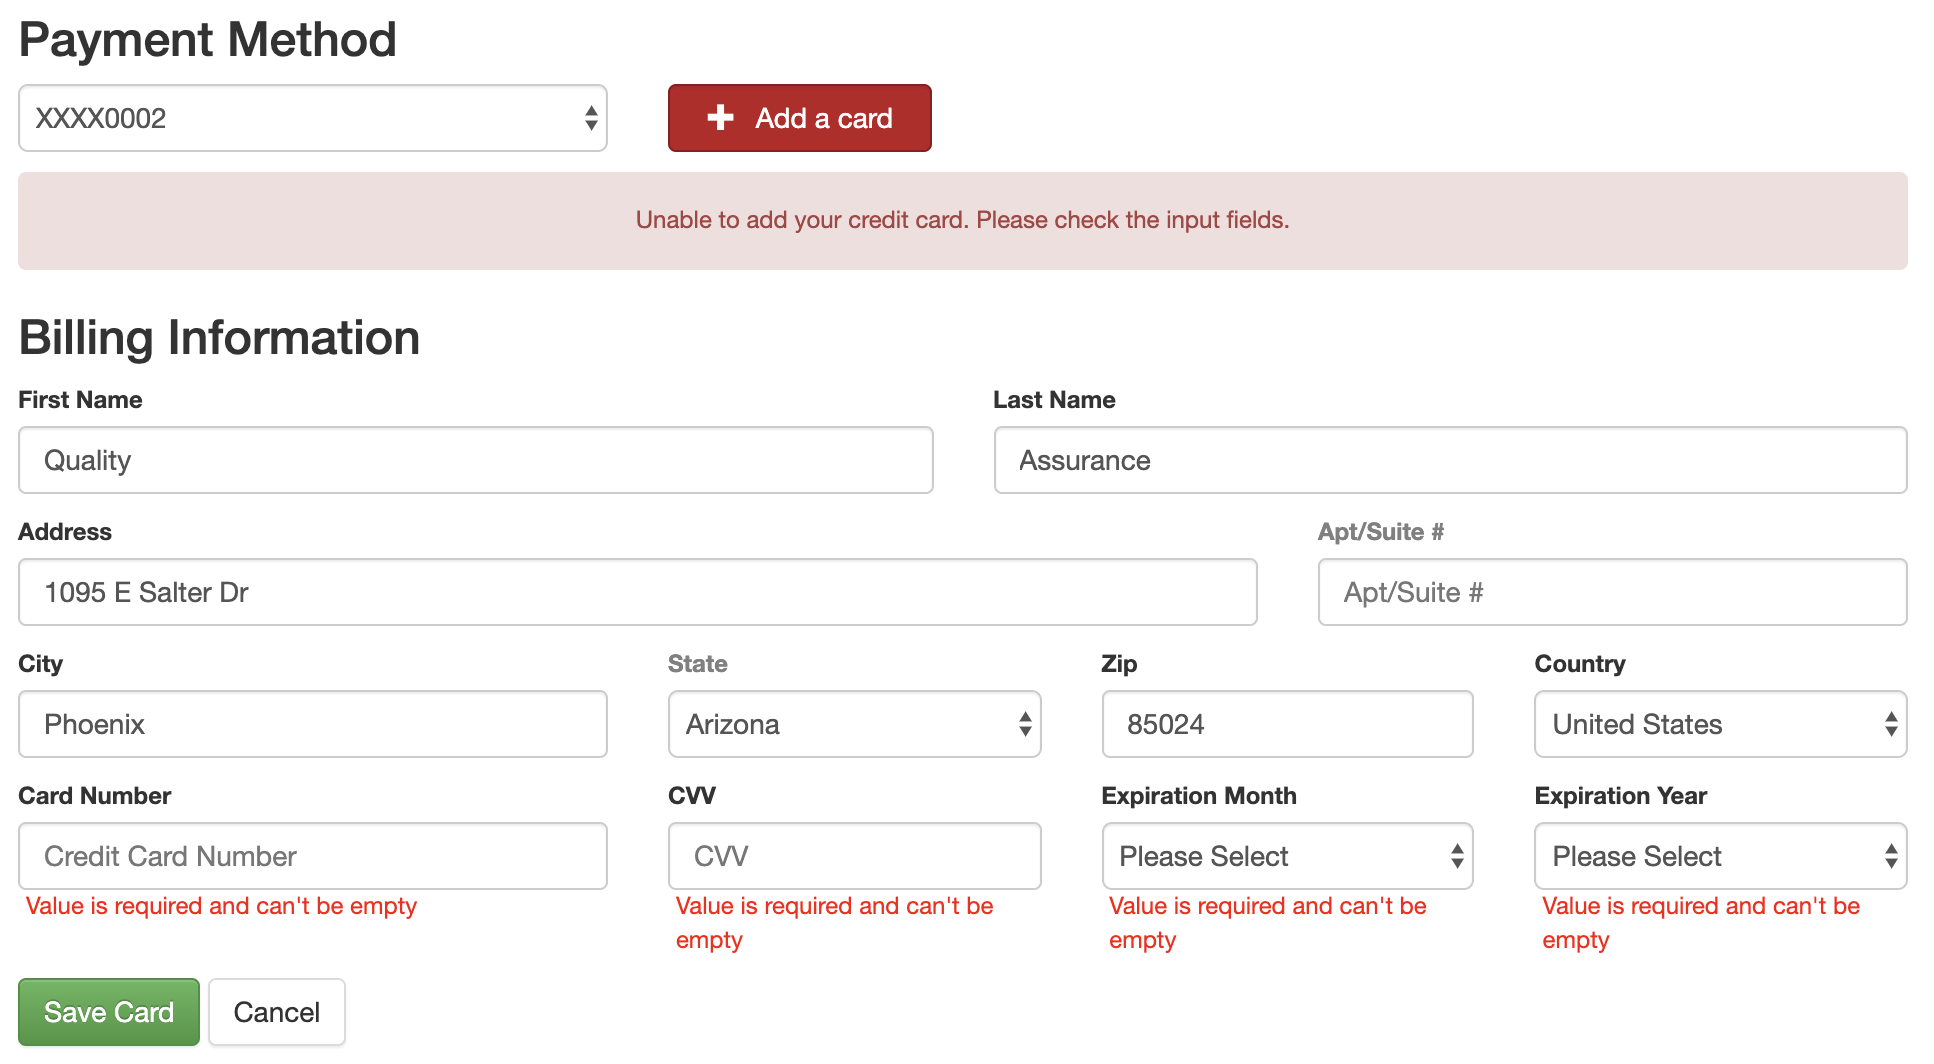 Payment Method
XXXX0002
Add a card
Unable to add your credit card. Please check the input fields.
Billing Information
First Name
Last Name
Quality
Assurance
Address
Apt/Suite #
1095 E Salter Dr
Apt/Suite #
City
State
Zip
Country
Phoenix
Arizona
85024
United States
Card Number
CVV
Expiration Month
Expiration Year
Credit Card Number
CVV
Please Select
Please Select
Value is required and can't be empty
Value is required and can't be
empty
Value is required and can't be
empty
Value is required and can't be
empty
Save Card
Cancel